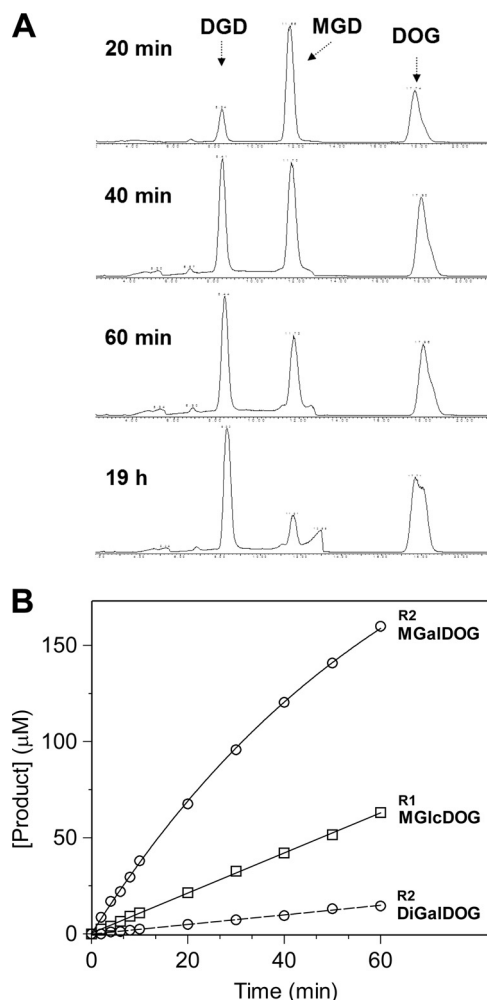 A
DGD MGD DOG
20 min
40 min
60 min
19 h
B
R2
MGalDOG
R1
MGlcDOG
R2
DiGalDOG
150
100
50
0
0 20 40 60
[Product] (μM)
Time (min)